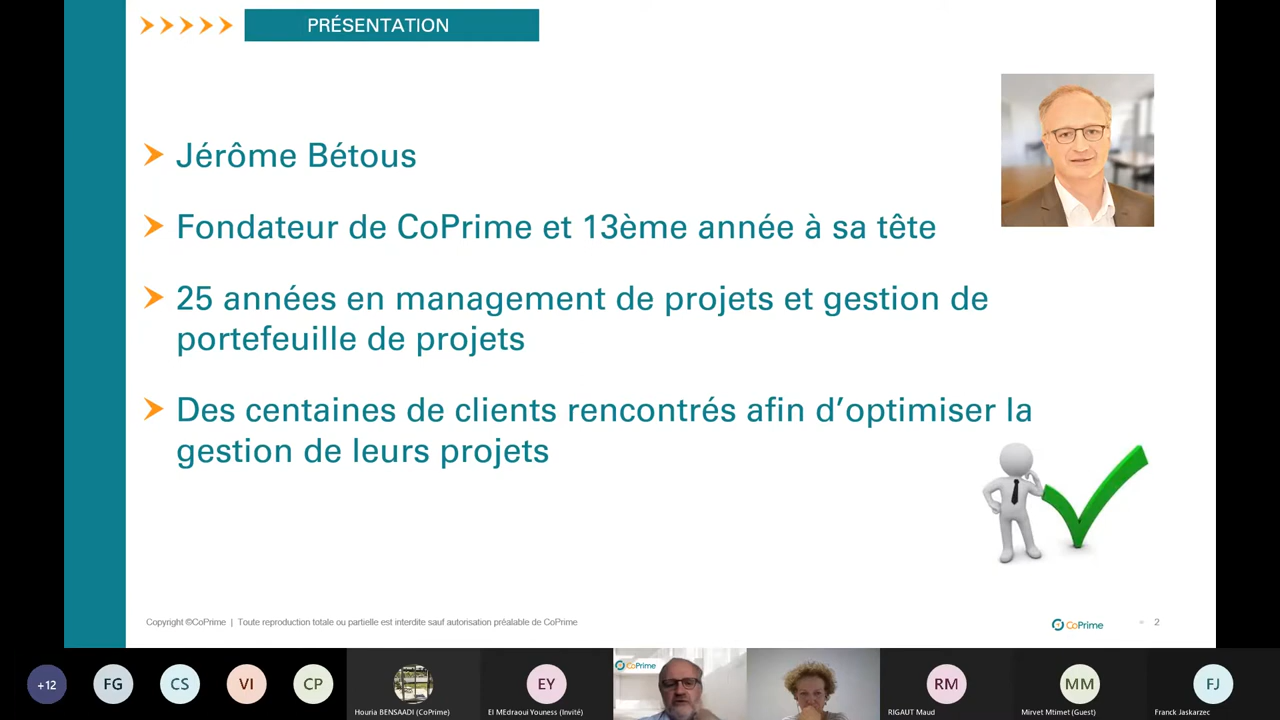 PRÉSENTATION
Jérôme Bétous
Fondateur de CoPrime et 13ème année à sa tête
25 années en management de projets et gestion de
portefeuille de projets
Des centaines de clients rencontrés afin d’optimiser la
gestion de leurs projets
Copyright ©CoPrime | Toute reproduction totale ou partielle est interdite sauf autorisation préalable de CoPrime
CoPrime
2
+12
FG
CS
VI
CP
Houria BENSAADI (CoPrime)
EY
El MEdraoui Youness (Invité)
CoPrime
RM
RIGAUT Maud
MM
Mirvet Mtimet (Guest)
FJ
Franck Jaskarzec